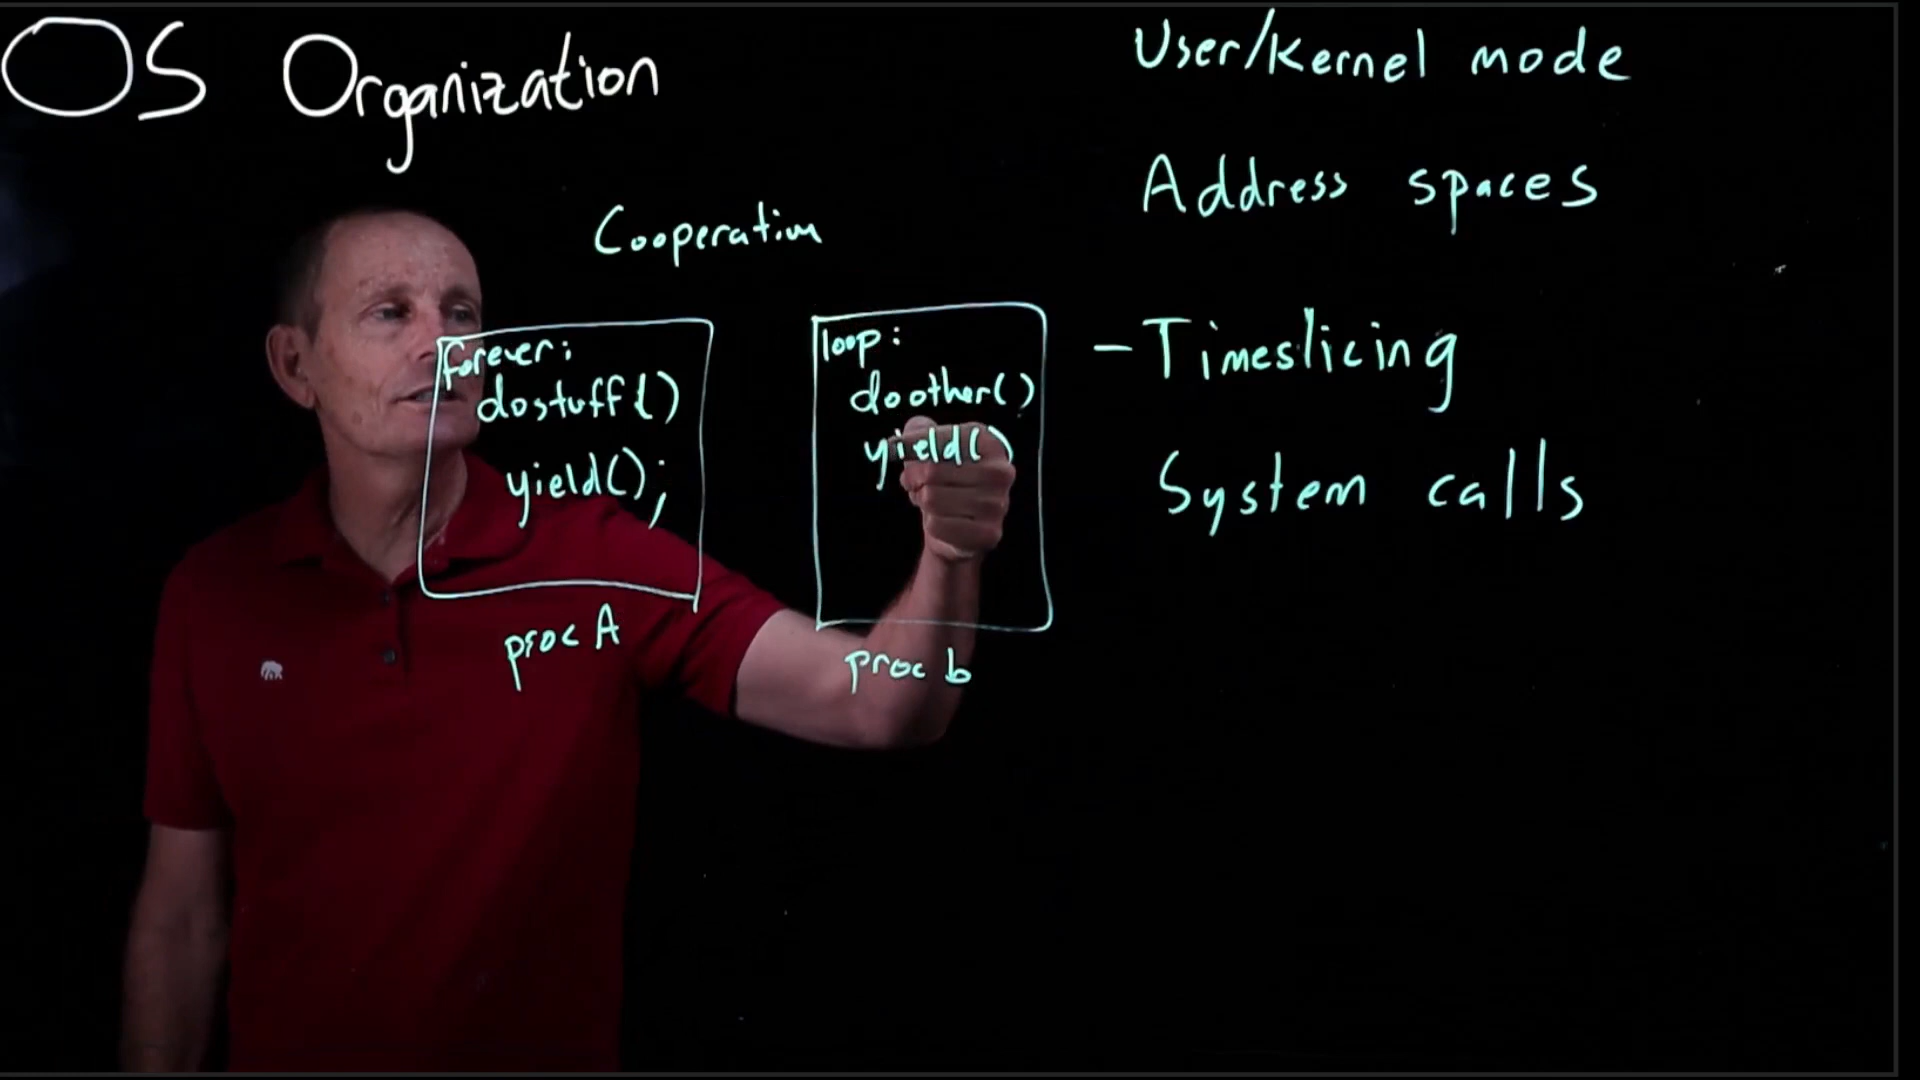 OS Organization
User/Kernel mode
Address spaces
Cooperation
forever:
dostuff()
yield();
proc A
loop:
doother()
yield()
proc b
- Timeslicing
System calls